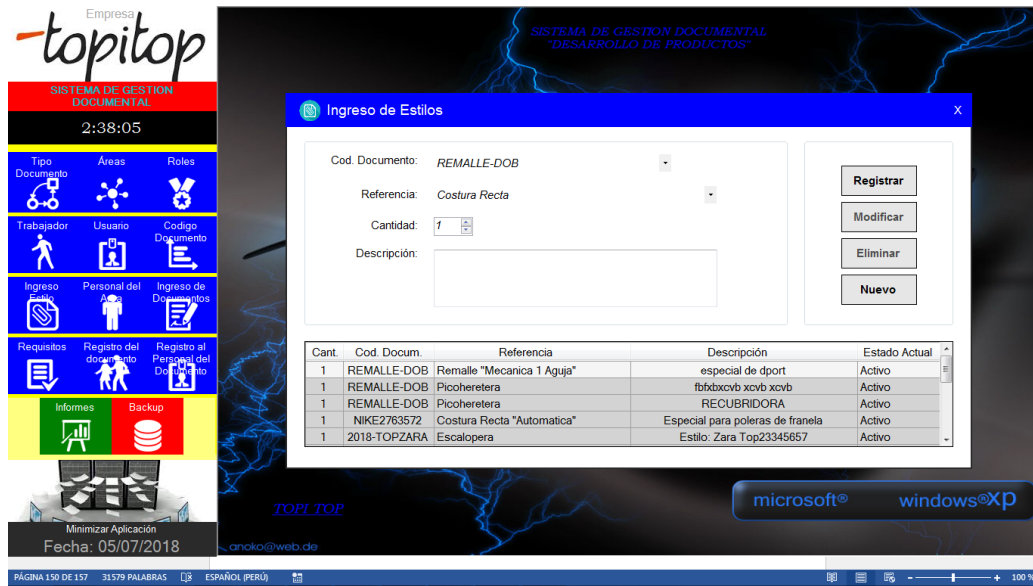 Empresa
topitop
SISTEMA DE GESTION
DOCUMENTAL
2:38:05
Tipo
Documento
Áreas
Roles
Trabajador
Usuario
Codigo
Documento
Ingreso
Estilo
Personal del
Area
Ingreso de
Documentos
Requisitos
Registro del
documento
Registro al
Personal del
Documento
Informes
Backup
Minimizar Aplicación
Fecha: 05/07/2018
SISTEMA DE GESTION DOCUMENTAL
"DESARROLLO DE PRODUCTOS"
Ingreso de Estilos
X
Cod. Documento: REMALLE-DOB
Referencia: Costura Recta
Cantidad: 1
Descripción:
Registrar
Modificar
Eliminar
Nuevo
Cant. Cod. Docum. Referencia Descripción Estado Actual
1 REMALLE-DOB Remalle "Mecanica 1 Aguja" especial de dport Activo
1 REMALLE-DOB Picoheretera fbfxbxcvb xcvb xcvb Activo
1 REMALLE-DOB Picoheretera RECUBRIDORA Activo
1 NIKE2763572 Costura Recta "Automatica" Especial para poleras de franela Activo
1 2018-TOPZARA Escalopera Estilo: Zara Top23345657 Activo
TOPI TOP
microsoft® windows®xp
anoko@web.de
PÁGINA 150 DE 157 31579 PALABRAS ESPAÑOL (PERÚ) 100 %